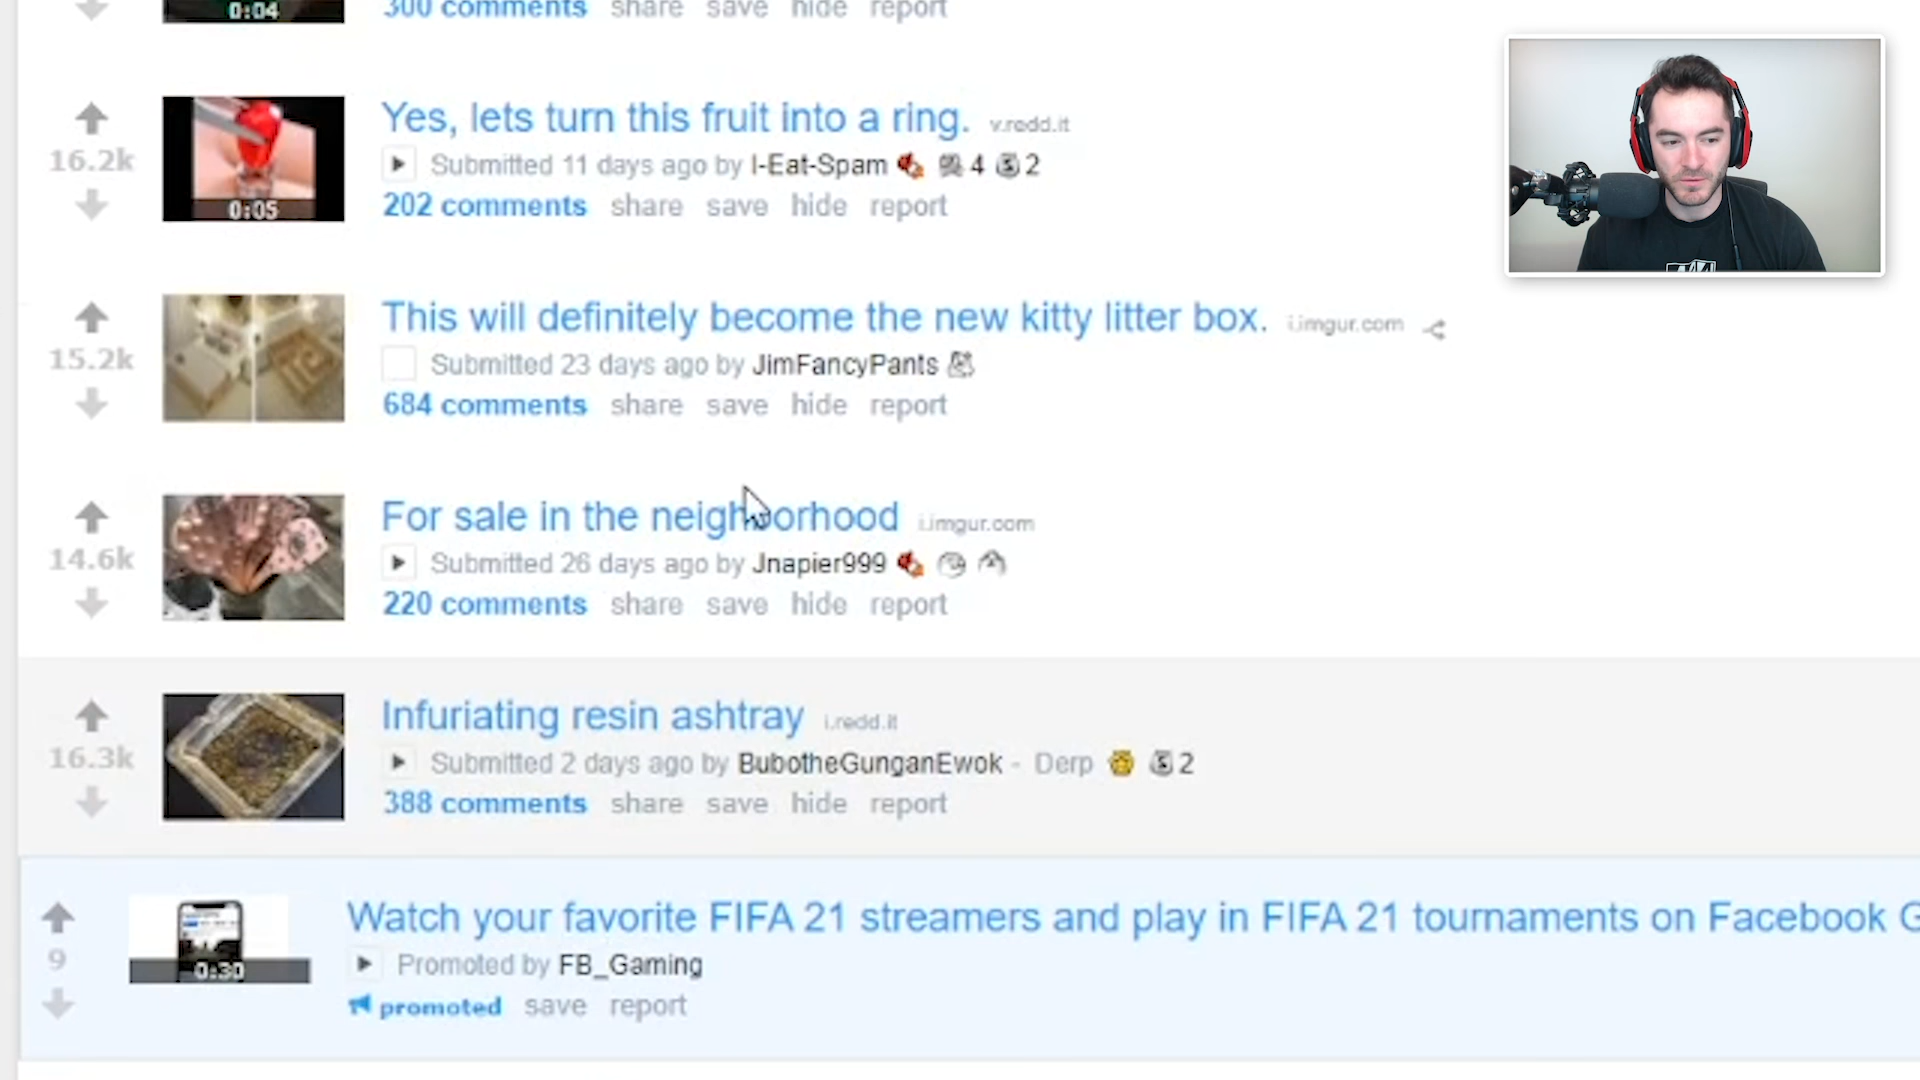 0:04
300 comments share save hide report
Yes, lets turn this fruit into a ring. v.redd.it
16.2k
Submitted 11 days ago by I-Eat-Spam 4 2
0:05
202 comments share save hide report
This will definitely become the new kitty litter box. i.imgur.com
15.2k
Submitted 23 days ago by JimFancyPants
684 comments share save hide report
For sale in the neighborhood i.imgur.com
14.6k
Submitted 26 days ago by Jnapier999
220 comments share save hide report
Infuriating resin ashtray i.redd.it
16.3k
Submitted 2 days ago by BubotheGunganEwok - Derp 2
388 comments share save hide report
Watch your favorite FIFA 21 streamers and play in FIFA 21 tournaments on Facebook G
9
0:30
Promoted by FB_Gaming
promoted save report